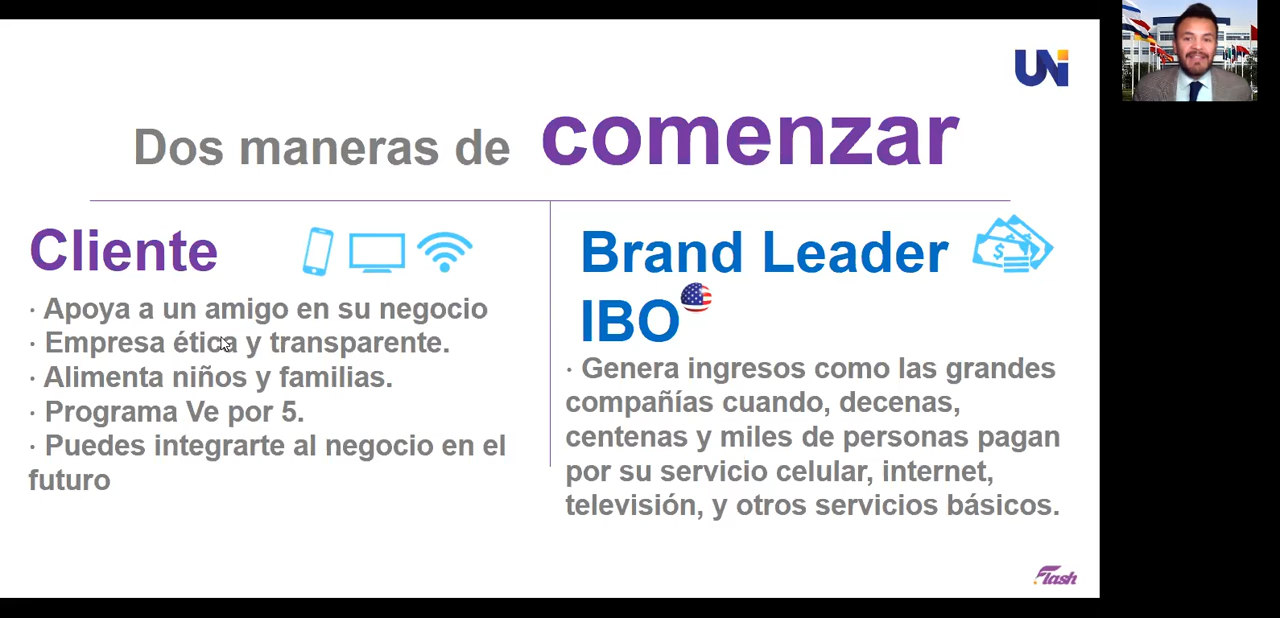 UNi
Dos maneras de comenzar
Cliente
· Apoya a un amigo en su negocio
· Empresa ética y transparente.
· Alimenta niños y familias.
· Programa Ve por 5.
· Puedes integrarte al negocio en el
futuro
Brand Leader
IBO
· Genera ingresos como las grandes
compañías cuando, decenas,
centenas y miles de personas pagan
por su servicio celular, internet,
televisión, y otros servicios básicos.
Flash